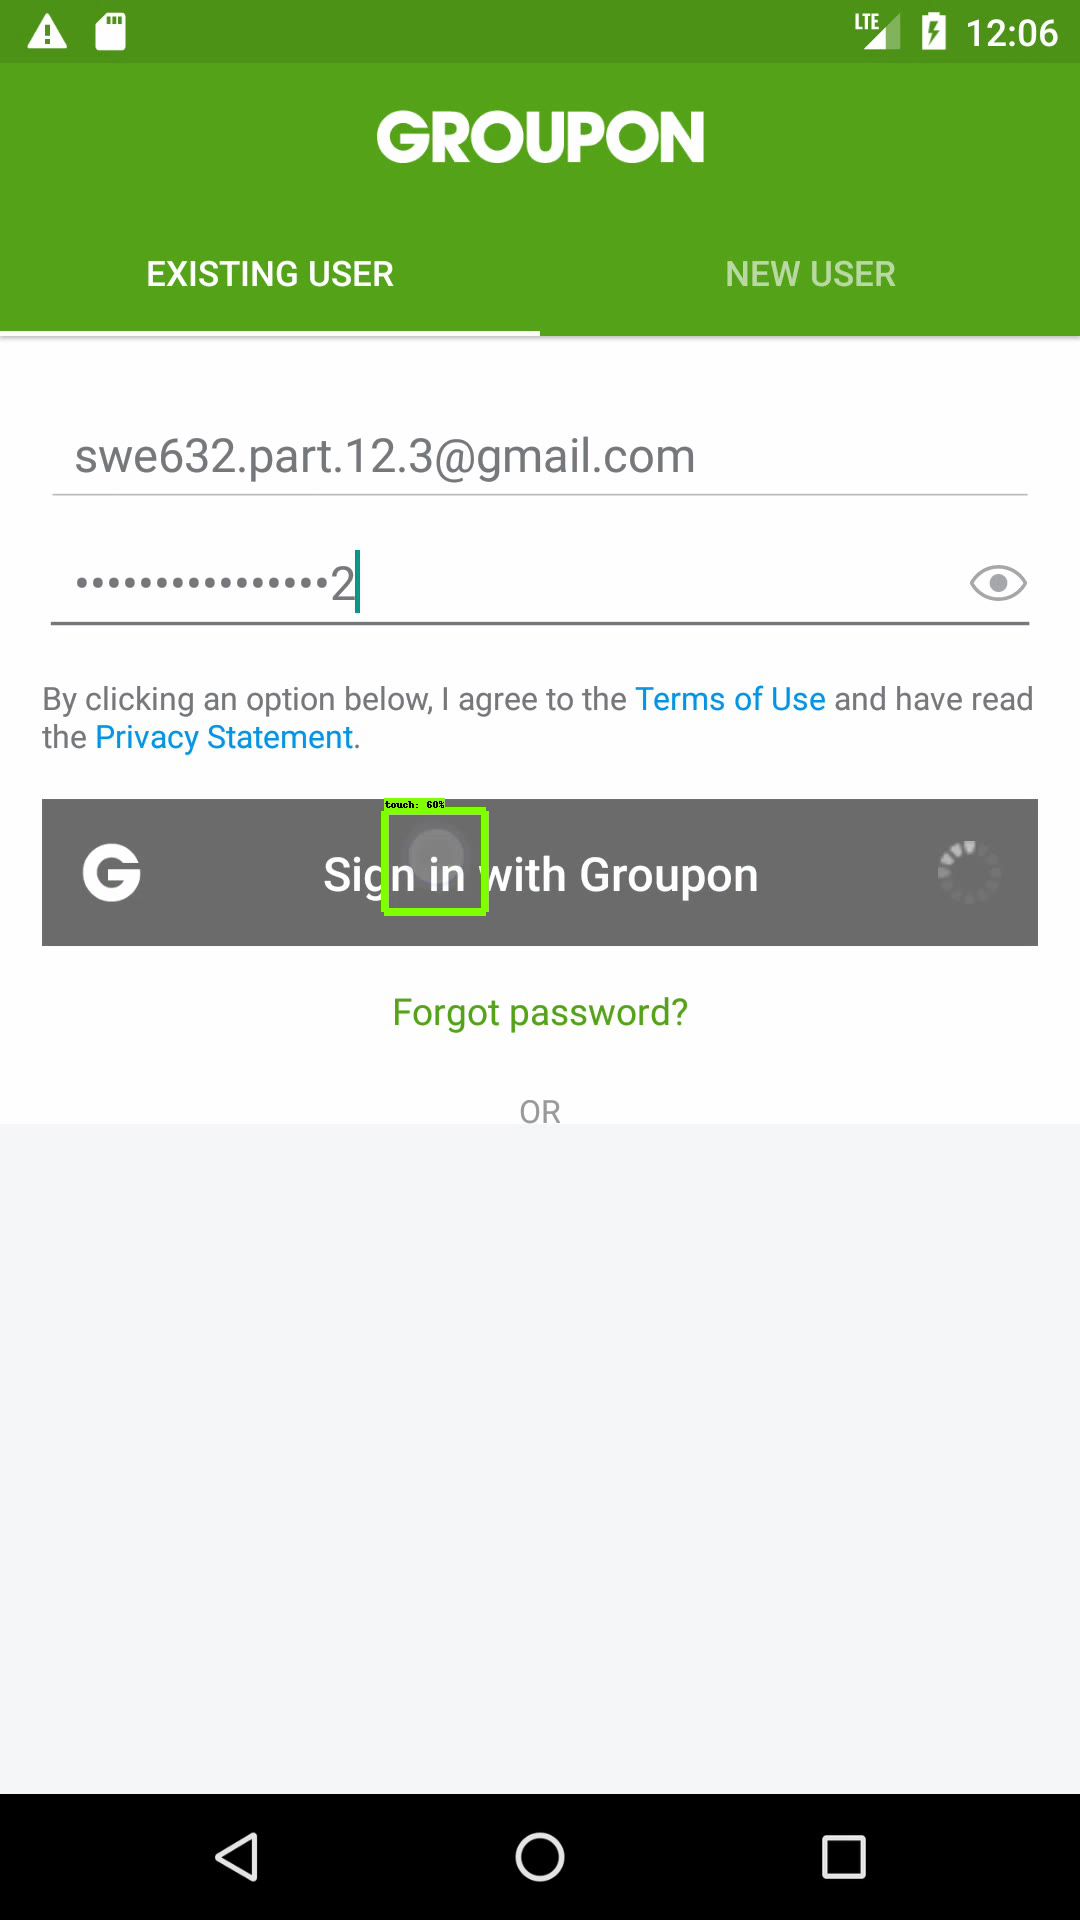 LTE 12:06
GROUPON
EXISTING USER NEW USER
swe632.part.12.3@gmail.com
••••••••••••••••2
By clicking an option below, I agree to the Terms of Use and have read
the Privacy Statement.
touch: 60%
G Sign in with Groupon
Forgot password?
OR